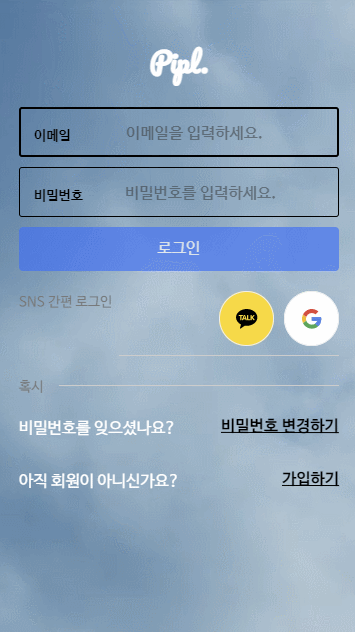 Pipl.
이메일 이메일을 입력하세요.
비밀번호 비밀번호를 입력하세요.
로그인
SNS 간편 로그인
TALK
G
혹시
비밀번호를 잊으셨나요? 비밀번호 변경하기
아직 회원이 아니신가요? 가입하기